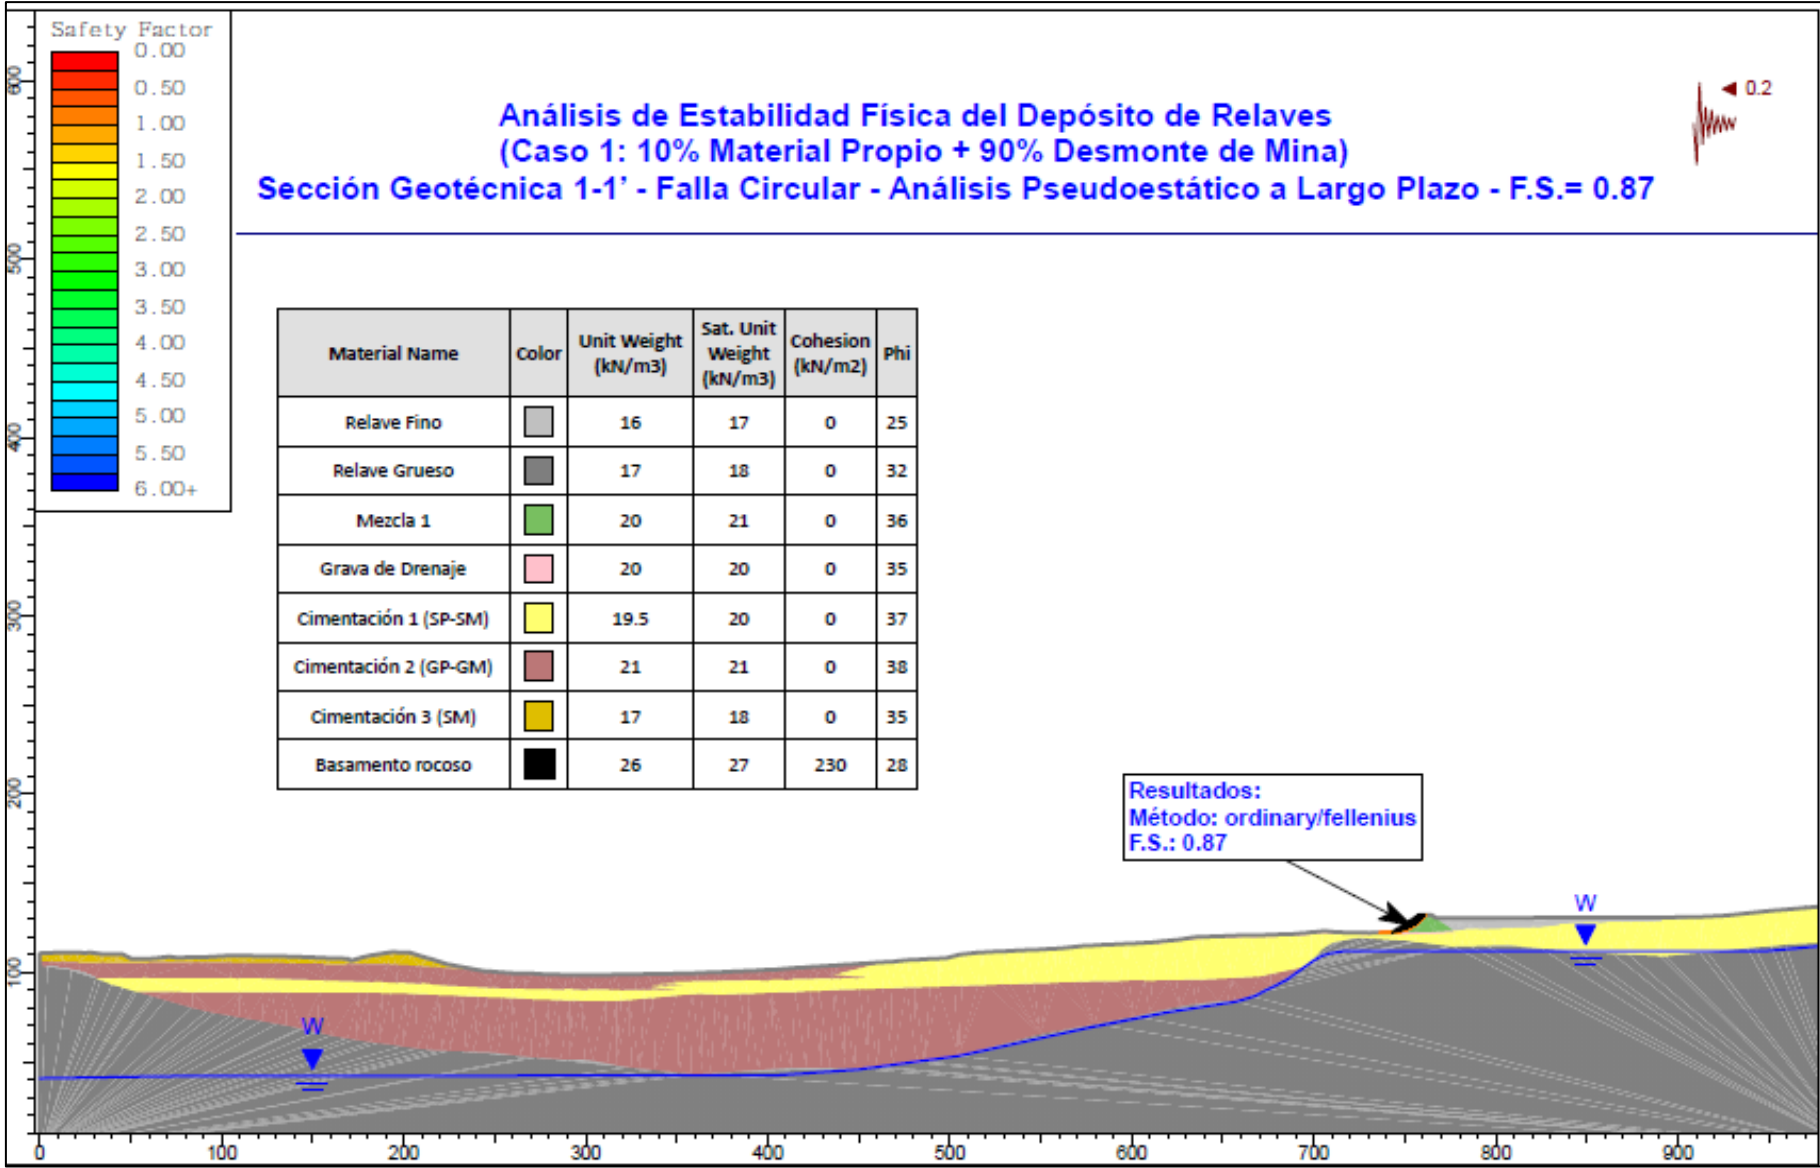 Safety Factor
0.00
0.50
1.00
1.50
2.00
2.50
3.00
3.50
4.00
4.50
5.00
5.50
6.00+
Análisis de Estabilidad Física del Depósito de Relaves
(Caso 1: 10% Material Propio + 90% Desmonte de Mina)
Sección Geotécnica 1-1' - Falla Circular - Análisis Pseudoestático a Largo Plazo - F.S.= 0.87
0.2
Material Name Color Unit Weight (kN/m3) Sat. Unit Weight (kN/m3) Cohesion (kN/m2) Phi
Relave Fino 16 17 0 25
Relave Grueso 17 18 0 32
Mezcla 1 20 21 0 36
Grava de Drenaje 20 20 0 35
Cimentación 1 (SP-SM) 19.5 20 0 37
Cimentación 2 (GP-GM) 21 21 0 38
Cimentación 3 (SM) 17 18 0 35
Basamento rocoso 26 27 230 28
Resultados:
Método: ordinary/fellenius
F.S.: 0.87
W
W
600
500
400
300
200
100
0 100 200 300 400 500 600 700 800 900